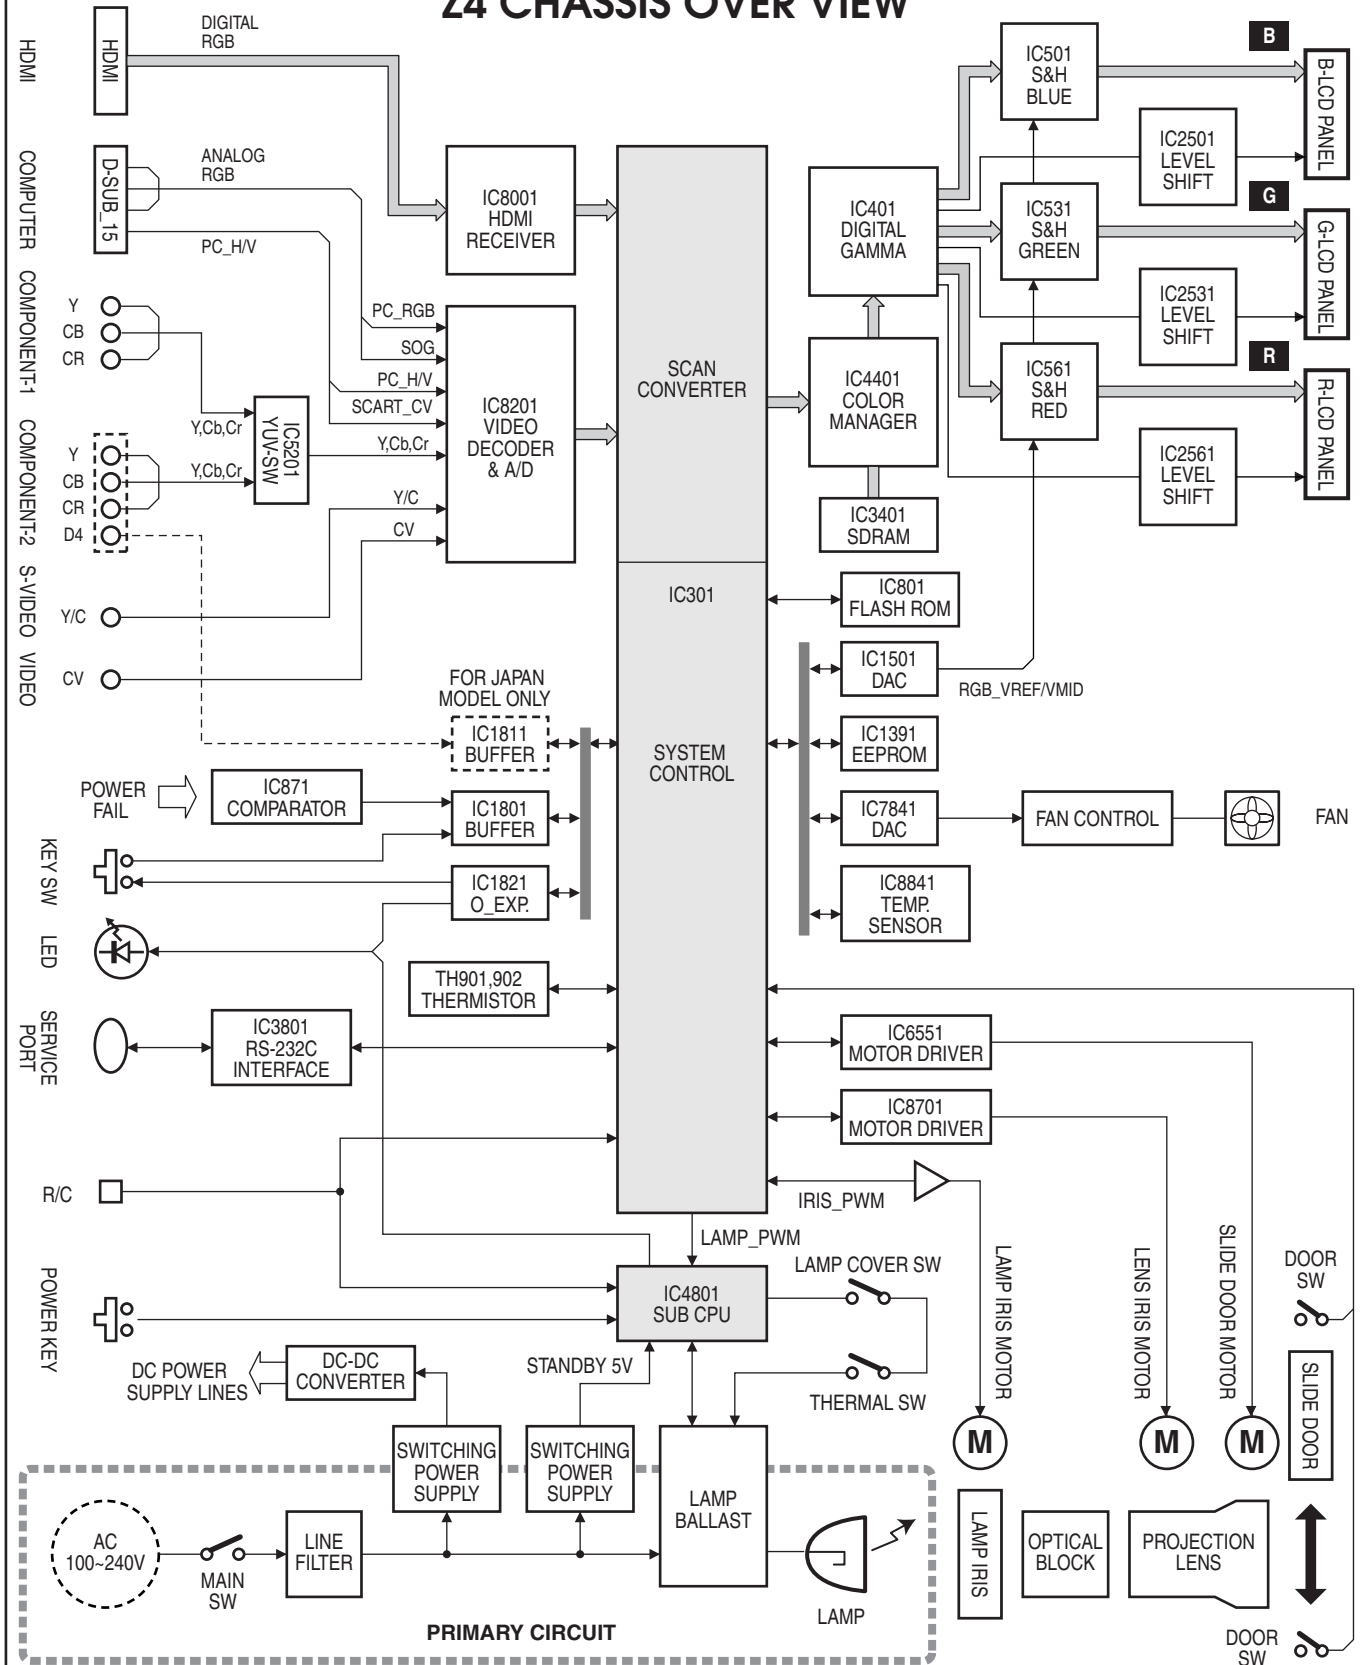 Z4 CHASSIS OVER VIEW
HDMI
HDMI
DIGITAL
RGB
COMPUTER
D-SUB_15
ANALOG
RGB
PC_H/V
IC8001
HDMI
RECEIVER
COMPONENT-1
Y
CB
CR
Y,Cb,Cr
COMPONENT-2
Y
CB
CR
D4
Y,Cb,Cr
IC5201
YUV-SW
PC_RGB
SOG
PC_H/V
SCART_CV
Y,Cb,Cr
Y/C
CV
IC8201
VIDEO
DECODER
& A/D
S-VIDEO
Y/C
VIDEO
CV
SCAN
CONVERTER
IC301
SYSTEM
CONTROL
IC401
DIGITAL
GAMMA
IC4401
COLOR
MANAGER
IC3401
SDRAM
IC501
S&H
BLUE
IC531
S&H
GREEN
IC561
S&H
RED
IC2501
LEVEL
SHIFT
IC2531
LEVEL
SHIFT
IC2561
LEVEL
SHIFT
B
B-LCD PANEL
G
G-LCD PANEL
R
R-LCD PANEL
IC801
FLASH ROM
IC1501
DAC
RGB_VREF/VMID
IC1391
EEPROM
IC7841
DAC
FAN CONTROL
FAN
IC8841
TEMP.
SENSOR
FOR JAPAN
MODEL ONLY
IC1811
BUFFER
POWER
FAIL
IC871
COMPARATOR
IC1801
BUFFER
KEY SW
IC1821
O_EXP.
LED
TH901,902
THERMISTOR
SERVICE
PORT
IC3801
RS-232C
INTERFACE
IC6551
MOTOR DRIVER
IC8701
MOTOR DRIVER
IRIS_PWM
R/C
LAMP_PWM
POWER KEY
IC4801
SUB CPU
LAMP COVER SW
THERMAL SW
LAMP IRIS MOTOR
LENS IRIS MOTOR
SLIDE DOOR MOTOR
DOOR
SW
DC POWER
SUPPLY LINES
DC-DC
CONVERTER
STANDBY 5V
M
M
M
SLIDE DOOR
SWITCHING
POWER
SUPPLY
SWITCHING
POWER
SUPPLY
LAMP
BALLAST
AC
100~240V
MAIN
SW
LINE
FILTER
LAMP
LAMP IRIS
OPTICAL
BLOCK
PROJECTION
LENS
DOOR
SW
PRIMARY CIRCUIT